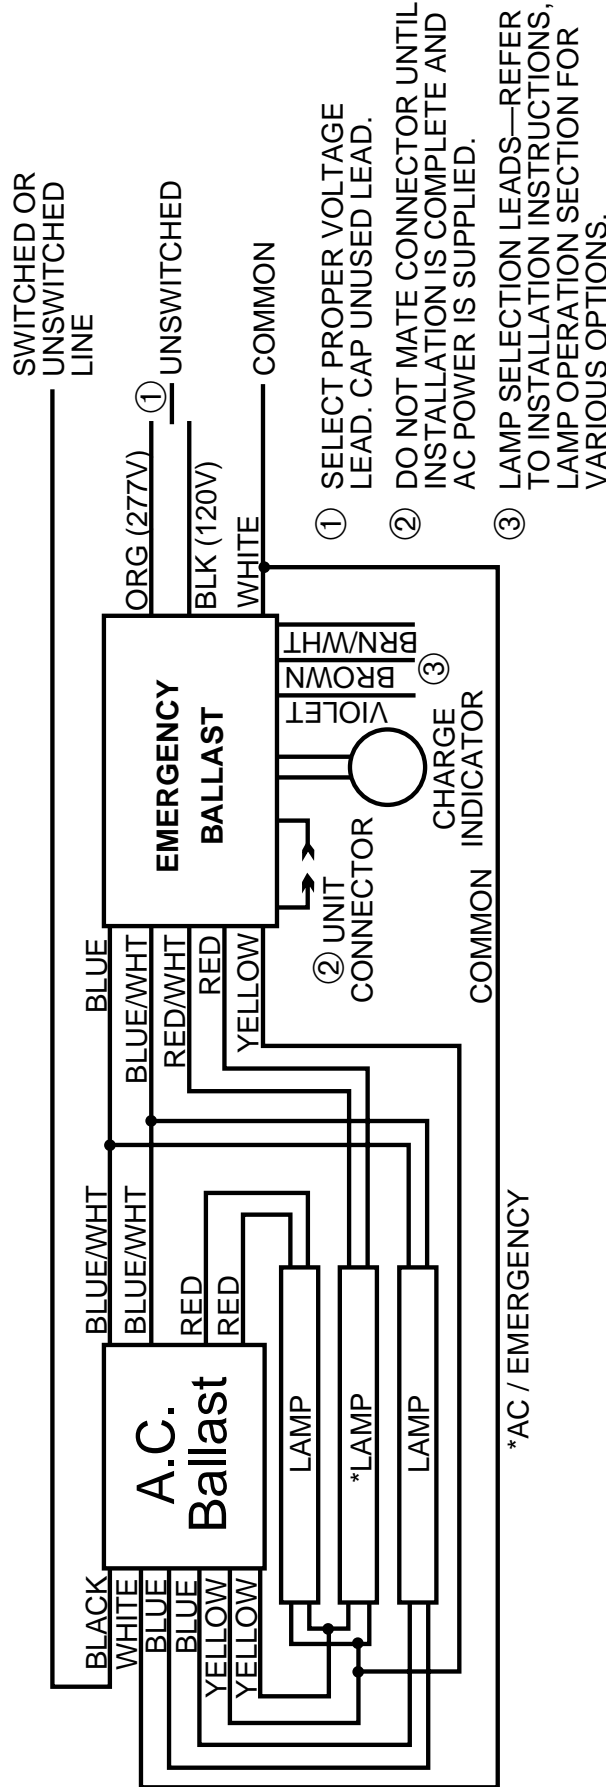 SWITCHED OR
UNSWITCHED
LINE
BLACK
WHITE
BLUE
BLUE
YELLOW
YELLOW
A.C.
Ballast
BLUE/WHT
BLUE/WHT
RED
RED
BLUE
BLUE/WHT
RED/WHT
RED
YELLOW
EMERGENCY
BALLAST
ORG (277V)
① UNSWITCHED
BLK (120V)
WHITE
COMMON
LAMP
*LAMP
LAMP
② UNIT
CONNECTOR
CHARGE
INDICATOR
VIOLET
BROWN
BRN/WHT
③
COMMON
*AC / EMERGENCY
① SELECT PROPER VOLTAGE
LEAD. CAP UNUSED LEAD.
② DO NOT MATE CONNECTOR UNTIL
INSTALLATION IS COMPLETE AND
AC POWER IS SUPPLIED.
③ LAMP SELECTION LEADS—REFER
TO INSTALLATION INSTRUCTIONS,
LAMP OPERATION SECTION FOR
VARIOUS OPTIONS.